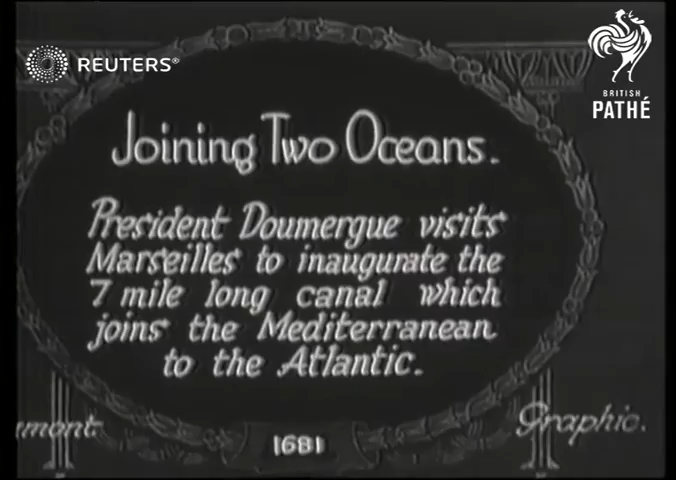 REUTERS®
BRITISH
PATHÉ
Joining Two Oceans.
President Doumergue visits
Marseilles to inaugurate the
7 mile long canal which
joins the Mediterranean
to the Atlantic.
umont Graphic.
1681